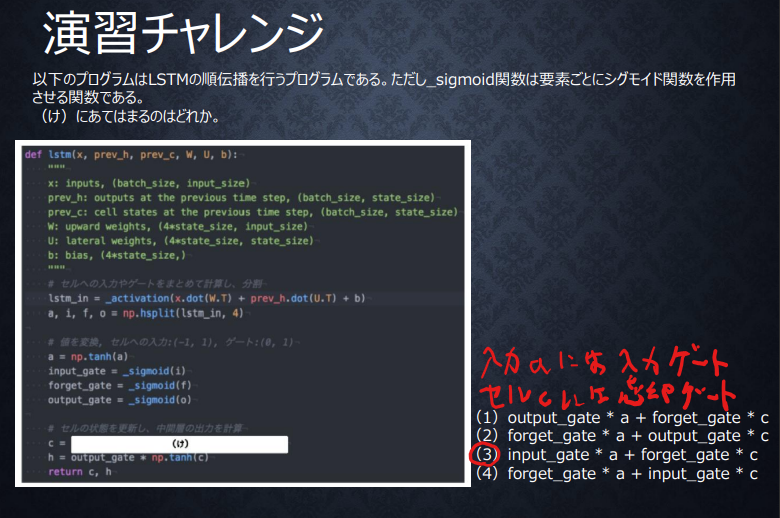 演習チャレンジ
以下のプログラムはLSTMの順伝播を行うプログラムである。ただし_sigmoid関数は要素ごとにシグモイド関数を作用
させる関数である。
（け）にあてはまるのはどれか。
def lstm(x, prev_h, prev_c, W, U, b):
"""
x: inputs, (batch_size, input_size)
prev_h: outputs at the previous time step, (batch_size, state_size)
prev_c: cell states at the previous time step, (batch_size, state_size)
W: upward weights, (4*state_size, input_size)
U: lateral weights, (4*state_size, state_size)
b: bias, (4*state_size,)
"""
# セルへの入力やゲートをまとめて計算し、分割
lstm_in = _activation(x.dot(W.T) + prev_h.dot(U.T) + b)
a, i, f, o = np.hsplit(lstm_in, 4)
# 値を変換, セルへの入力:(-1, 1), ゲート:(0, 1)
a = np.tanh(a)
input_gate = _sigmoid(i)
forget_gate = _sigmoid(f)
output_gate = _sigmoid(o)
# セルの状態を更新し、中間層の出力を計算
c = （け）
h = output_gate * np.tanh(c)
return c, h
入力aには入力ゲート
セルcには忘却ゲート
（1）output_gate * a + forget_gate * c
（2）forget_gate * a + output_gate * c
（3）input_gate * a + forget_gate * c
（4）forget_gate * a + input_gate * c